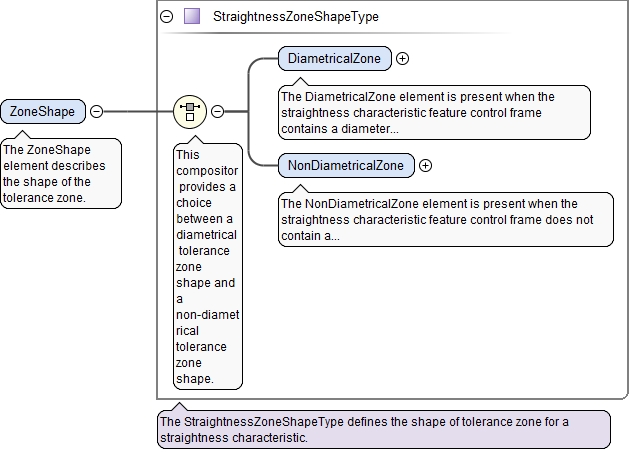 StraightnessZoneShapeType
DiametricalZone
The DiametricalZone element is present when the
straightness characteristic feature control frame
contains a diameter...
ZoneShape
The ZoneShape
element describes
the shape of the
tolerance zone.
This
compositor
provides a
choice
between a
diametrical
tolerance
zone
shape and
a
non-diamet
rical
tolerance
zone
shape.
NonDiametricalZone
The NonDiametricalZone element is present when the
straightness characteristic feature control frame does not
contain a...
The StraightnessZoneShapeType defines the shape of tolerance zone for a
straightness characteristic.